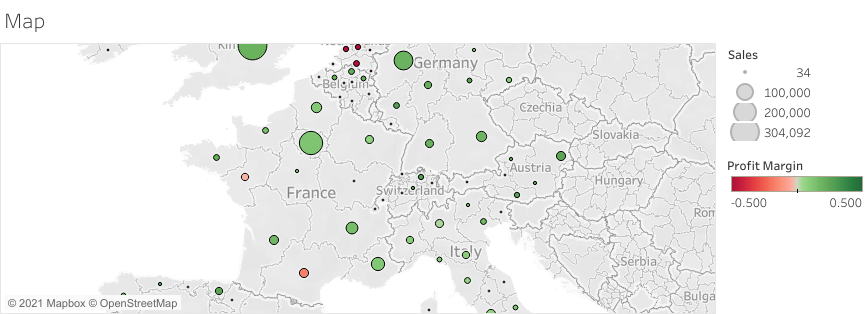 Map
Kin
Germany
Belgium
Czechia
Slovakia
Austria
Hungary
France
Switzerland
Rom
Italy
Serbia
Bulga
© 2021 Mapbox © OpenStreetMap
Sales
34
100,000
200,000
304,092
Profit Margin
-0.500
0.500